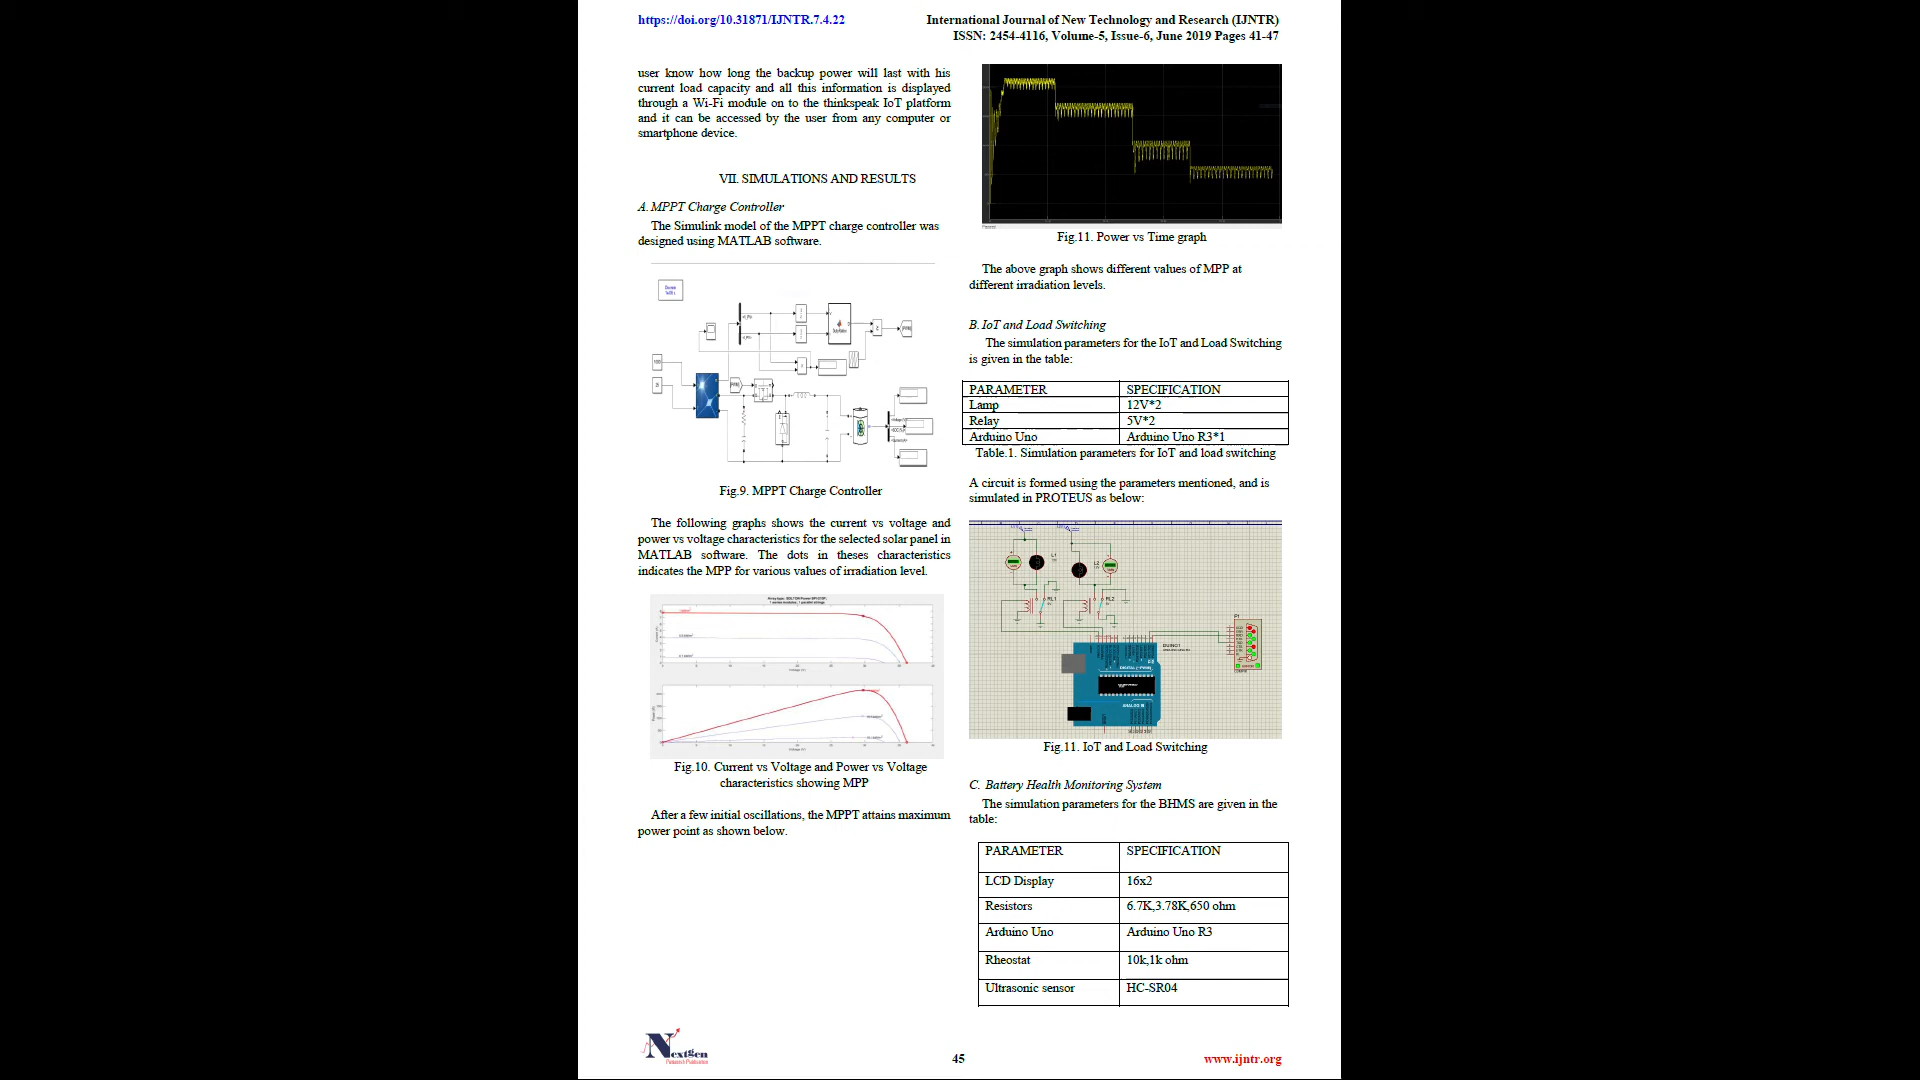 https://doi.org/10.31871/IJNTR.7.4.22
International Journal of New Technology and Research (IJNTR)
ISSN: 2454-4116, Volume-5, Issue-6, June 2019 Pages 41-47
user know how long the backup power will last with his
current load capacity and all this information is displayed
through a Wi-Fi module on to the thinkspeak IoT platform
and it can be accessed by the user from any computer or
smartphone device.
VII. SIMULATIONS AND RESULTS
A. MPPT Charge Controller
The Simulink model of the MPPT charge controller was
designed using MATLAB software.
Fig.9. MPPT Charge Controller
The following graphs shows the current vs voltage and
power vs voltage characteristics for the selected solar panel in
MATLAB software. The dots in theses characteristics
indicates the MPP for various values of irradiation level.
Fig.10. Current vs Voltage and Power vs Voltage
characteristics showing MPP
After a few initial oscillations, the MPPT attains maximum
power point as shown below.
Fig.11. Power vs Time graph
The above graph shows different values of MPP at
different irradiation levels.
B. IoT and Load Switching
The simulation parameters for the IoT and Load Switching
is given in the table:
PARAMETER SPECIFICATION
Lamp 12V*2
Relay 5V*2
Arduino Uno Arduino Uno R3*1
Table.1. Simulation parameters for IoT and load switching
A circuit is formed using the parameters mentioned, and is
simulated in PROTEUS as below:
L1
L2
RL1
RL2
P1
DUINO1
ANALOG IN
Fig.11. IoT and Load Switching
C. Battery Health Monitoring System
The simulation parameters for the BHMS are given in the
table:
PARAMETER SPECIFICATION
LCD Display 16x2
Resistors 6.7K,3.78K,650 ohm
Arduino Uno Arduino Uno R3
Rheostat 10k,1k ohm
Ultrasonic sensor HC-SR04
Nextgen
45
www.ijntr.org